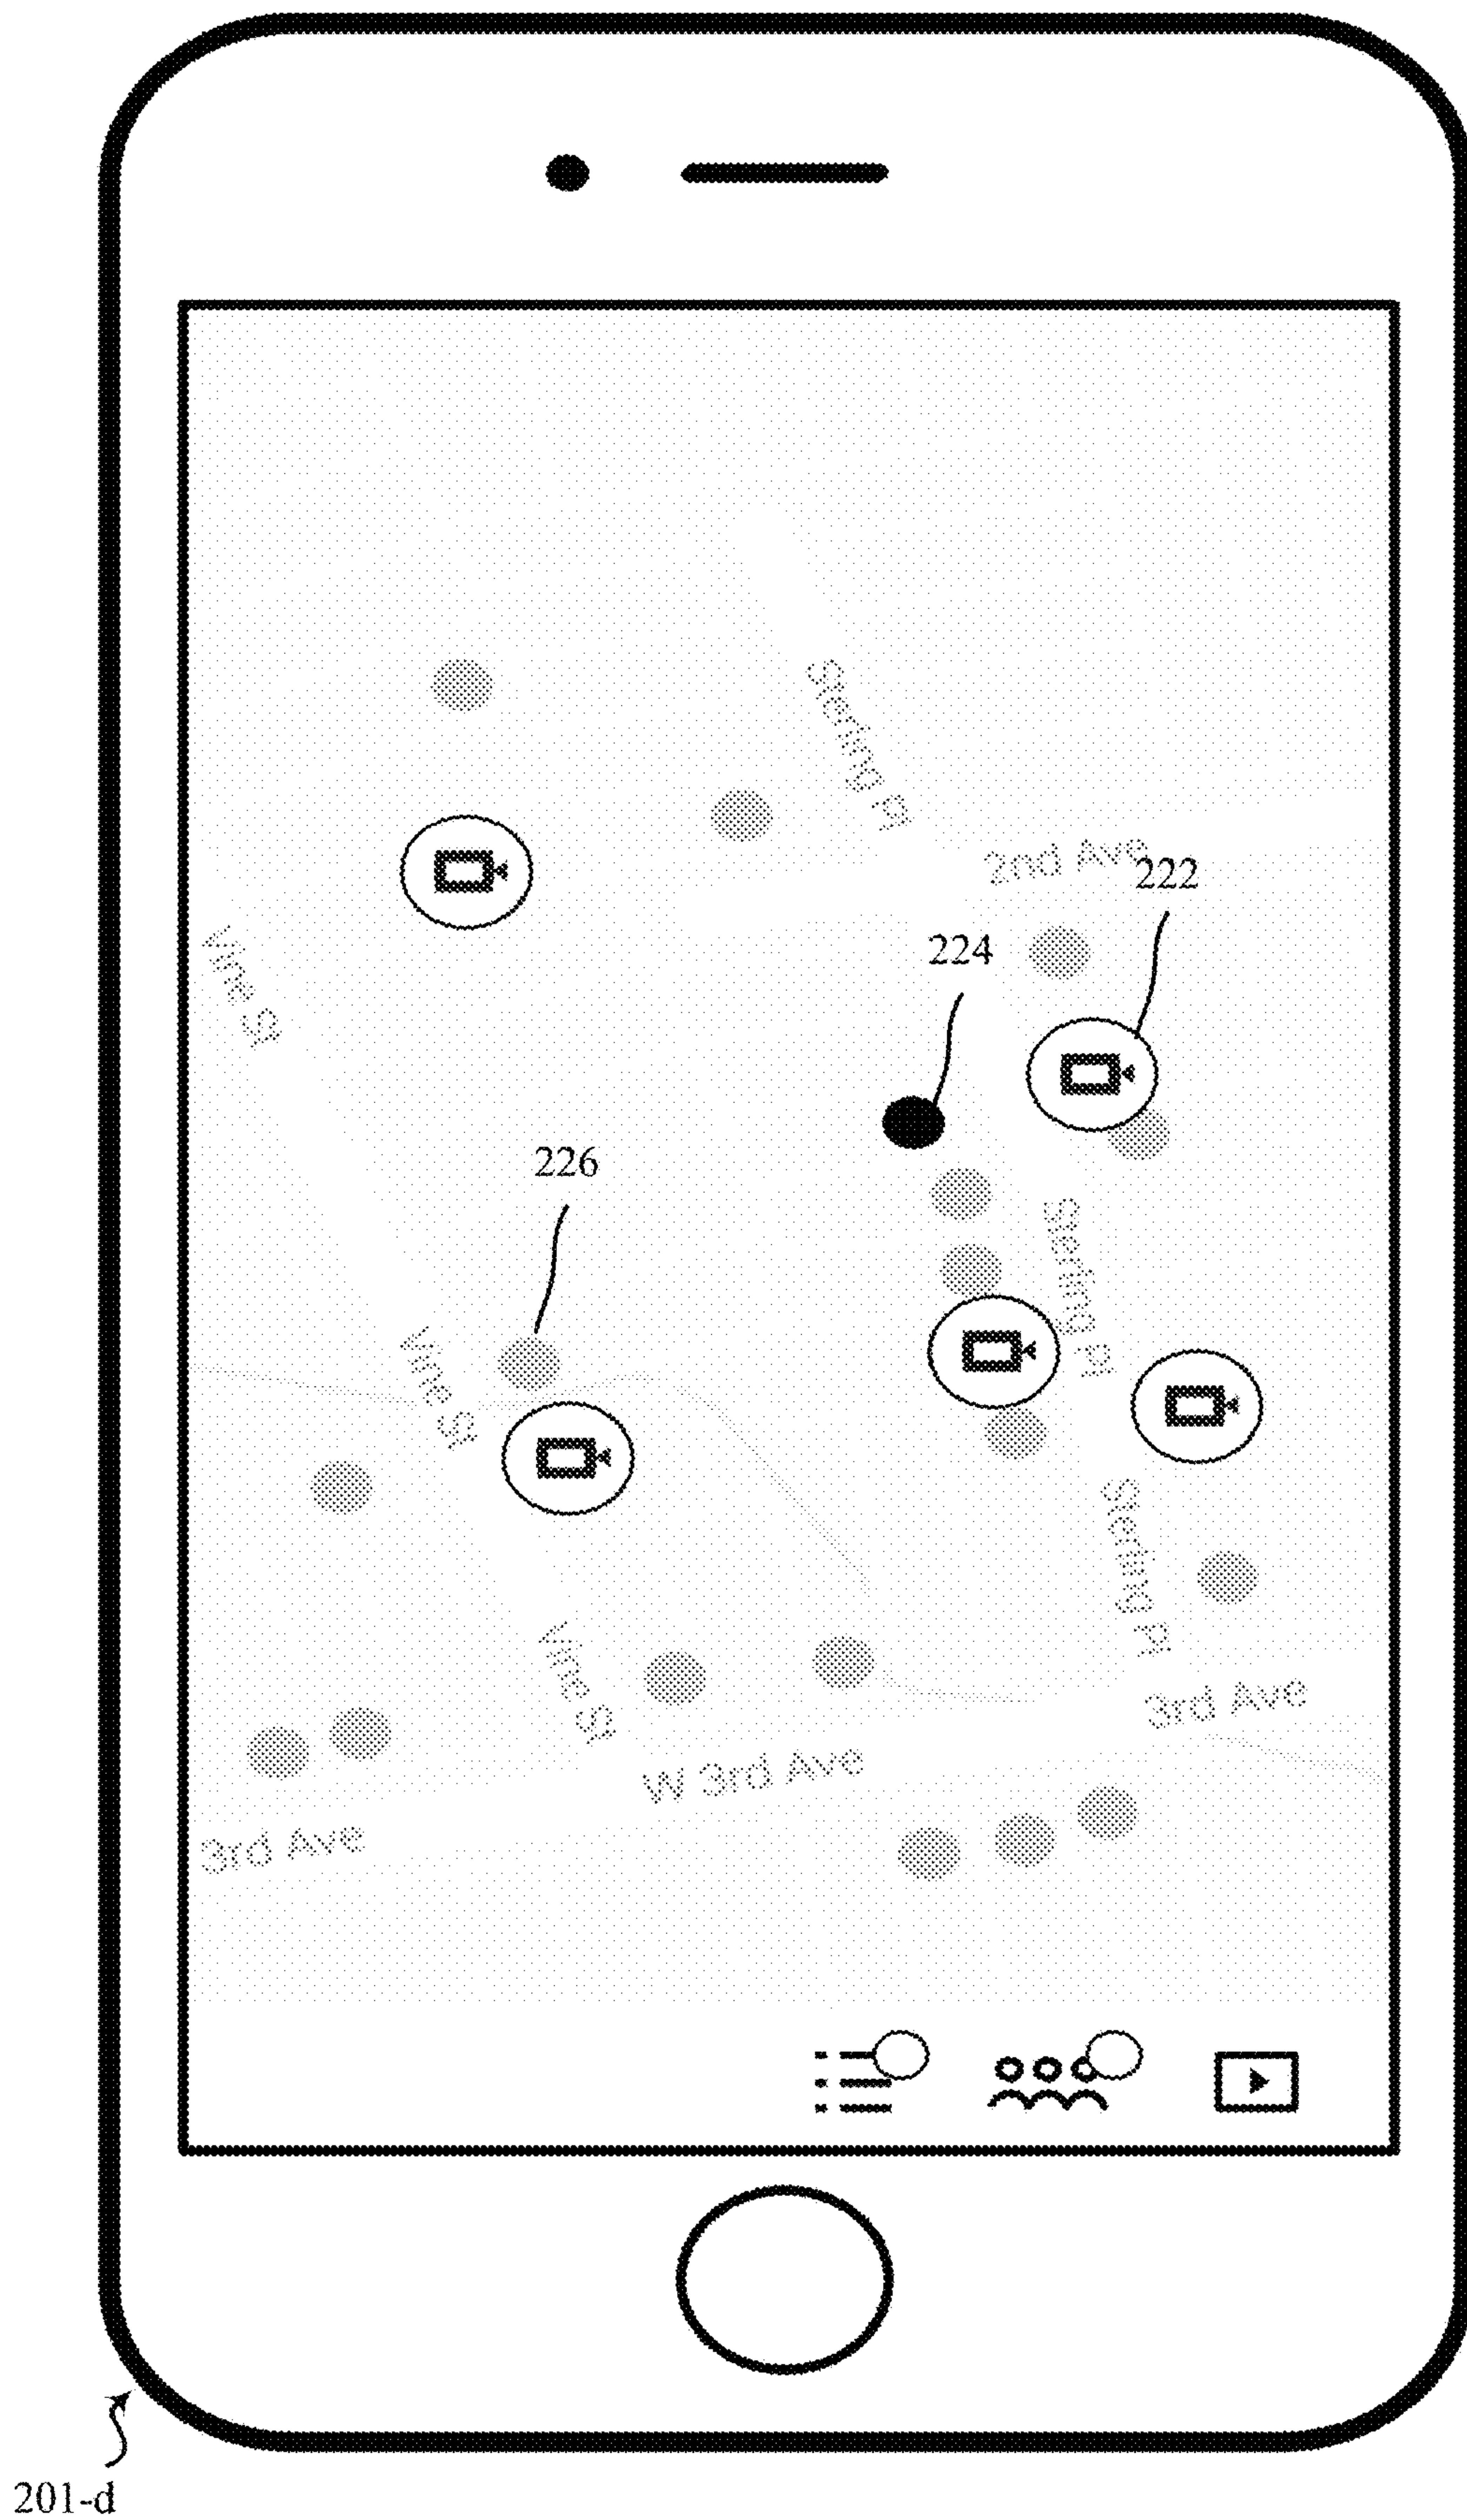 Sterling Pl
2nd Ave
222
Vine St
224
226
Sterling Pl
Vine St
Sterling Pl
Vine St
3rd Ave
W 3rd Ave
3rd Ave
201-d